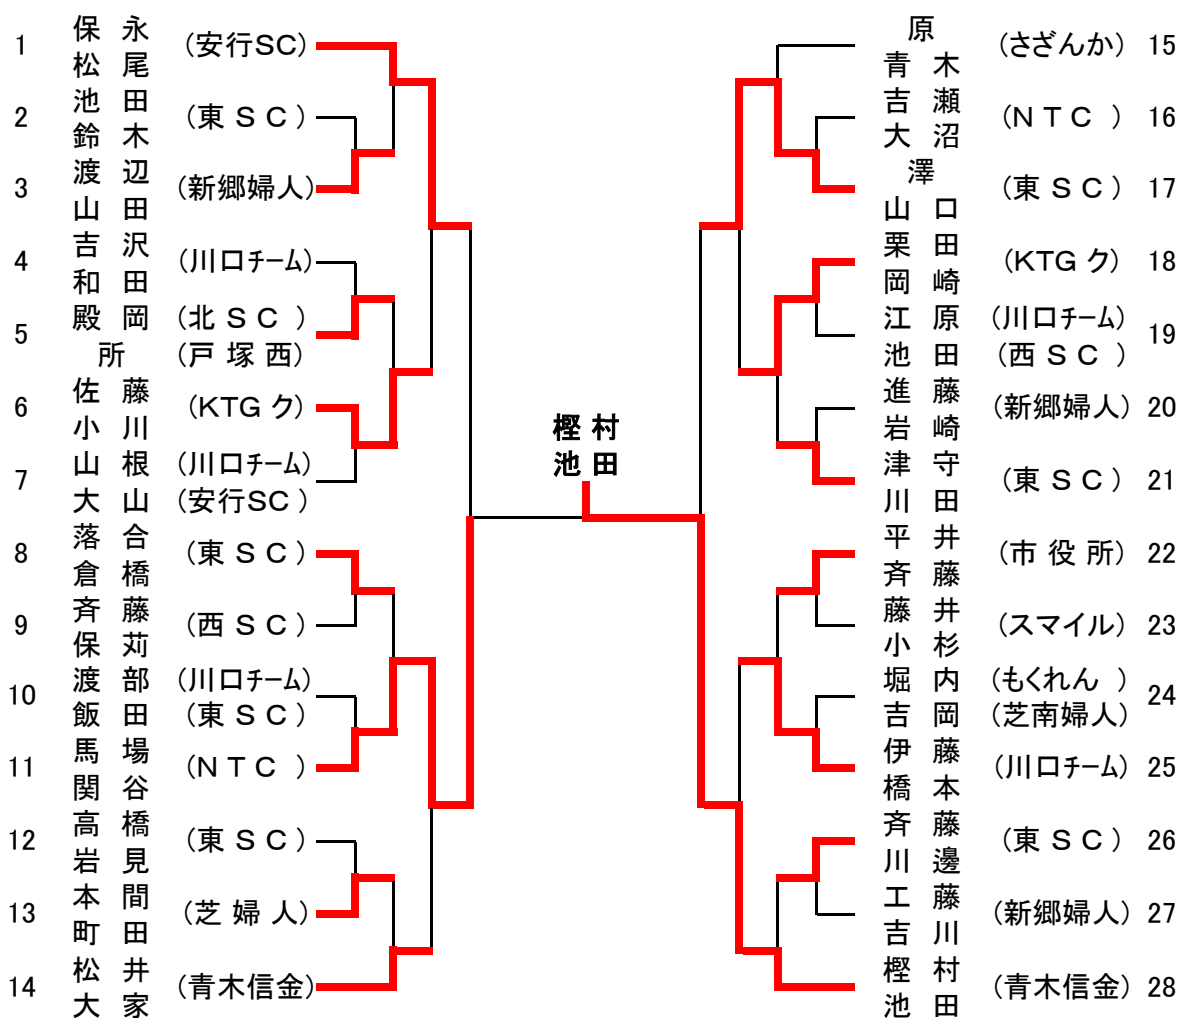 1 保永 松尾 (安行SC)
2 池田 鈴木 (東SC)
3 渡辺 山田 (新郷婦人)
4 吉沢 和田 (川口チーム)
5 殿岡 (北SC)
所 (戸塚西)
6 佐藤 小川 (KTGク)
7 山根 (川口チーム)
大山 (安行SC)
8 落合 倉橋 (東SC)
9 斉藤 保苅 (西SC)
10 渡部 (川口チーム)
飯田 (東SC)
11 馬場 関谷 (NTC)
12 高橋 岩見 (東SC)
13 本間 町田 (芝婦人)
14 松井 大家 (青木信金)
樫村
池田
原 青木 (さざんか) 15
吉瀬 大沼 (NTC) 16
澤 山口 (東SC) 17
栗田 岡崎 (KTGク) 18
江原 (川口チーム) 19
池田 (西SC)
進藤 岩崎 (新郷婦人) 20
津守 川田 (東SC) 21
平井 斉藤 (市役所) 22
藤井 小杉 (スマイル) 23
堀内 (もくれん) 24
吉岡 (芝南婦人)
伊藤 橋本 (川口チーム) 25
斉藤 川邊 (東SC) 26
工藤 吉川 (新郷婦人) 27
樫村 池田 (青木信金) 28